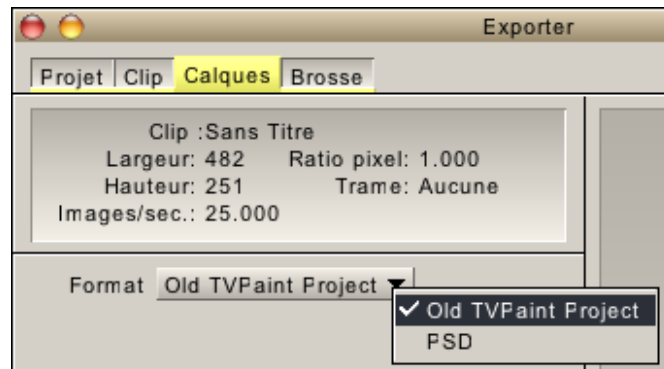 Exporter
Projet Clip Calques Brosse
Clip :Sans Titre
Largeur: 482 Ratio pixel: 1.000
Hauteur: 251 Trame: Aucune
Images/sec.: 25.000
Format Old TVPaint Project
Old TVPaint Project
PSD